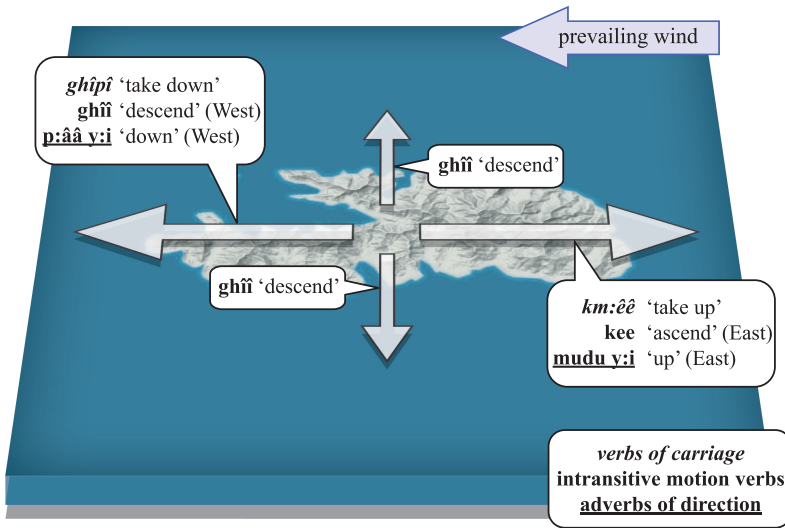 prevailing wind
ghîpî ‘take down’
ghîî ‘descend’ (West)
p:ââ y:i ‘down’ (West)
ghîî ‘descend’
ghîî ‘descend’
km:êê ‘take up’
kee ‘ascend’ (East)
mudu y:i ‘up’ (East)
verbs of carriage
intransitive motion verbs
adverbs of direction